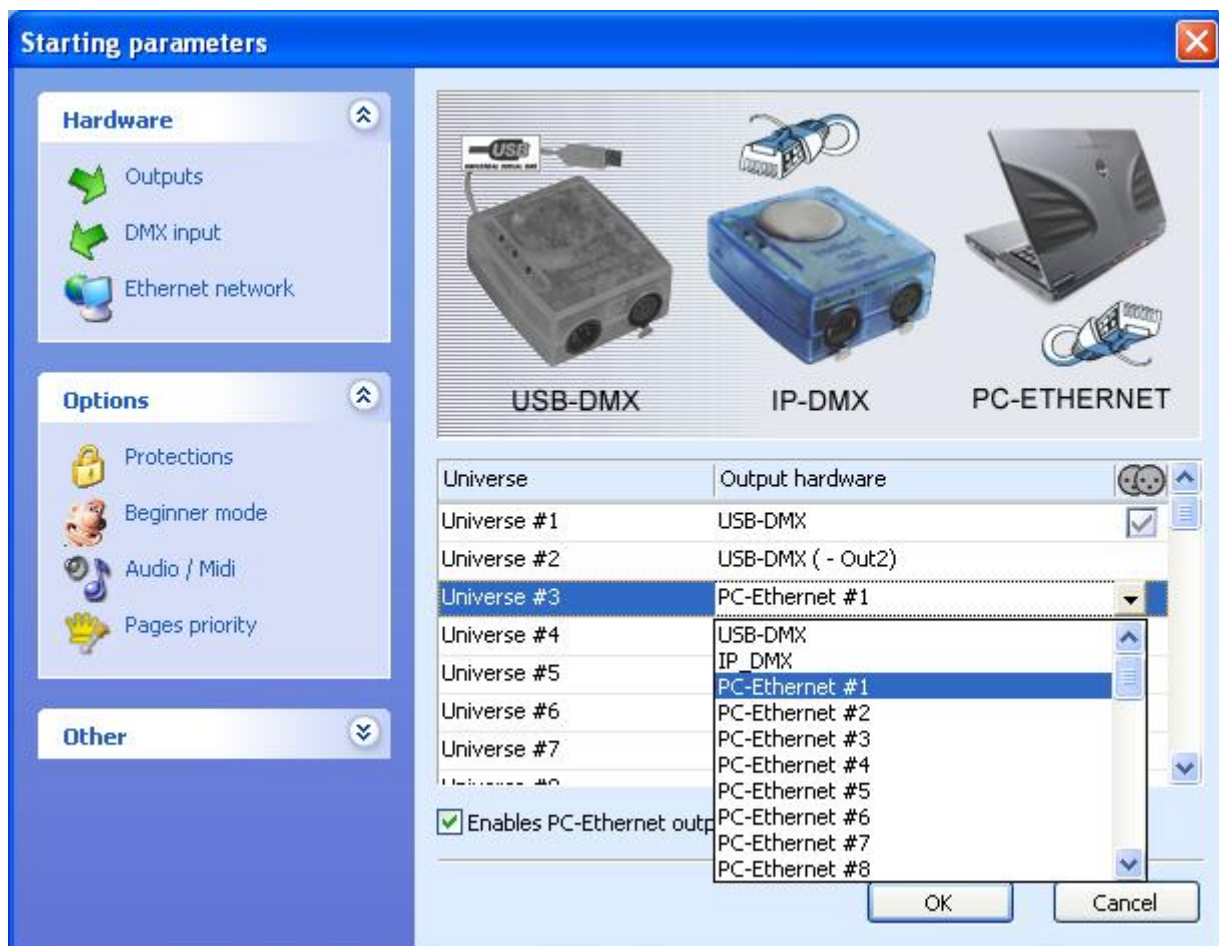 Starting parameters
Hardware
Outputs
DMX input
Ethernet network
Options
Protections
Beginner mode
Audio / Midi
Pages priority
Other
USB
USB-DMX
IP-DMX
PC-ETHERNET
Universe Output hardware
Universe #1 USB-DMX
Universe #2 USB-DMX ( - Out2)
Universe #3 PC-Ethernet #1
Universe #4
Universe #5
Universe #6
Universe #7
USB-DMX
IP_DMX
PC-Ethernet #1
PC-Ethernet #2
PC-Ethernet #3
PC-Ethernet #4
PC-Ethernet #5
PC-Ethernet #6
PC-Ethernet #7
PC-Ethernet #8
Enables PC-Ethernet outp
OK Cancel